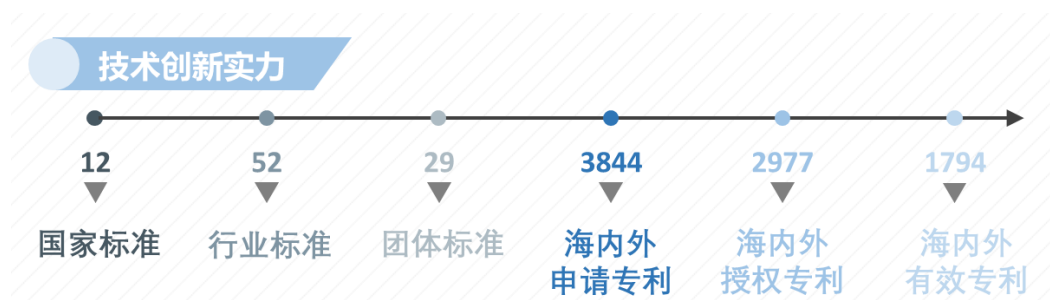 技术创新实力
12 52 29 3844 2977 1794
国家标准 行业标准 团体标准 海内外 海内外 海内外
申请专利 授权专利 有效专利